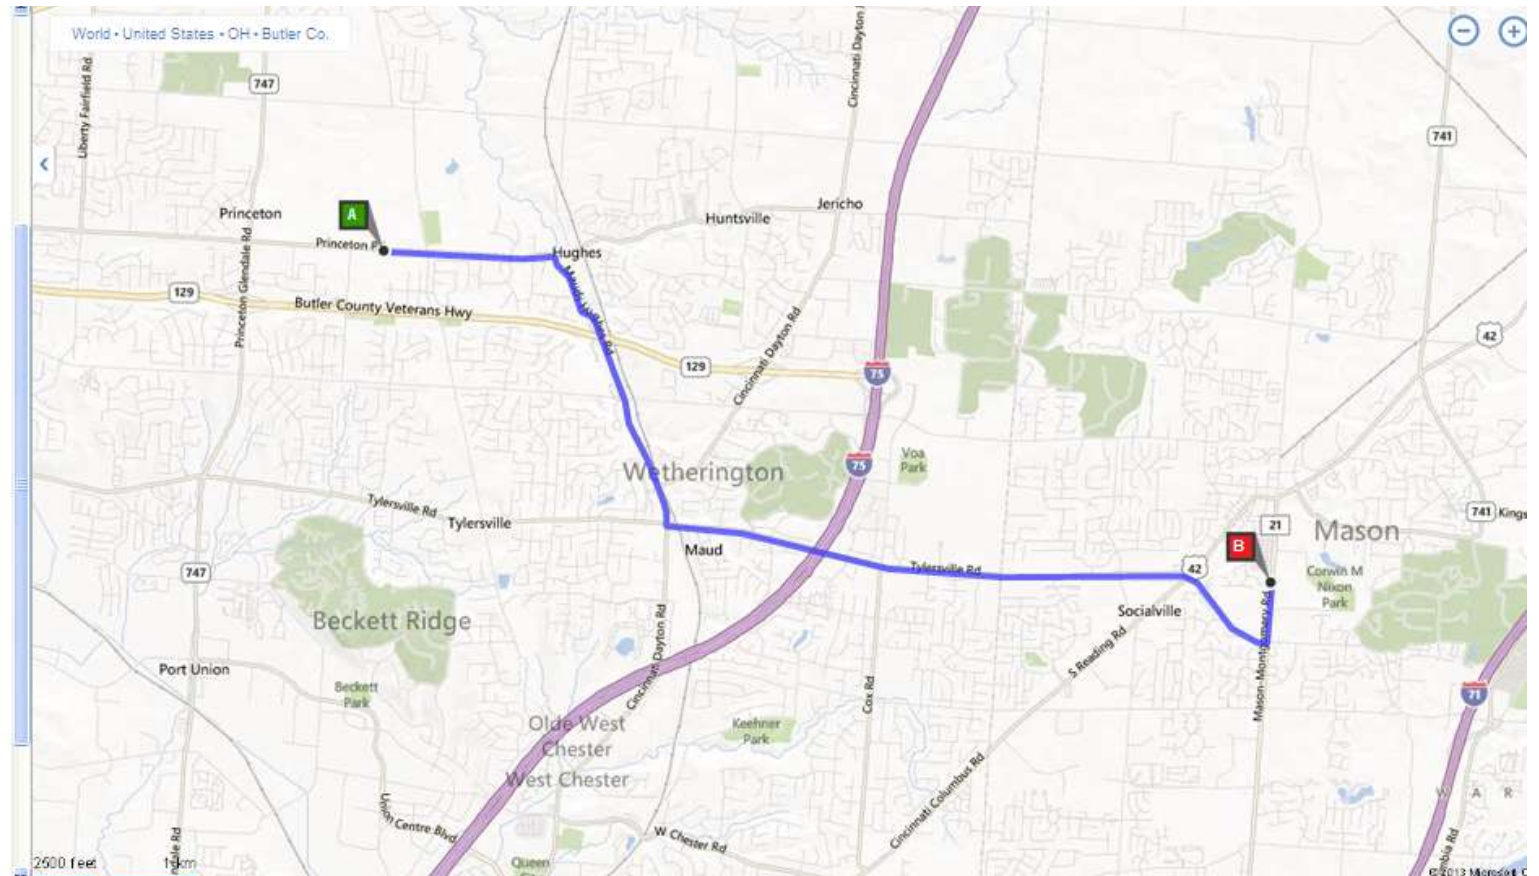 World • United States • OH • Butler Co.
747
Liberty Fairfield Rd
Cincinnati Dayton
741
A
Princeton
Huntsville
Jericho
Princeton
Hughes
Princeton Glendale Rd
129
Butler County Veterans Hwy
Maud Hughes Rd
129
Cincinnati Dayton Rd
42
75
Wetherington
75
Voa
Park
Tylersville Rd
Tylersville
741
Kings
21
Mason
B
Maud
747
Tylersville Rd
42
Corwin M
Nixon
Park
Beckett Ridge
Socialville
Mason-Montgomery Rd
S Reading Rd
Port Union
Cincinnati Dayton Rd
Beckett
Park
Cox Rd
71
Olde West
Chester
Keehner
Park
West Chester
Cincinnati Columbus Rd
W A R
Union Centre Blvd
W Chester Rd
2500 feet
1 km
Queen
© 2013 Microsoft C